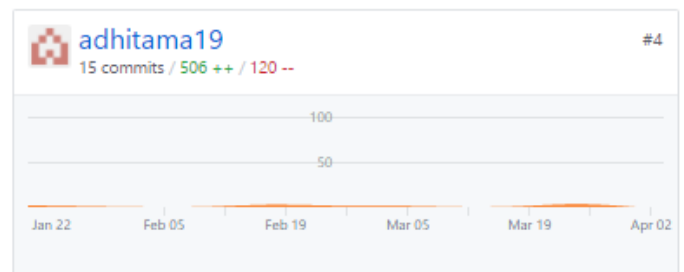 adhitama19
#4
15 commits / 506 ++ / 120 --
100
50
Jan 22 Feb 05 Feb 19 Mar 05 Mar 19 Apr 02